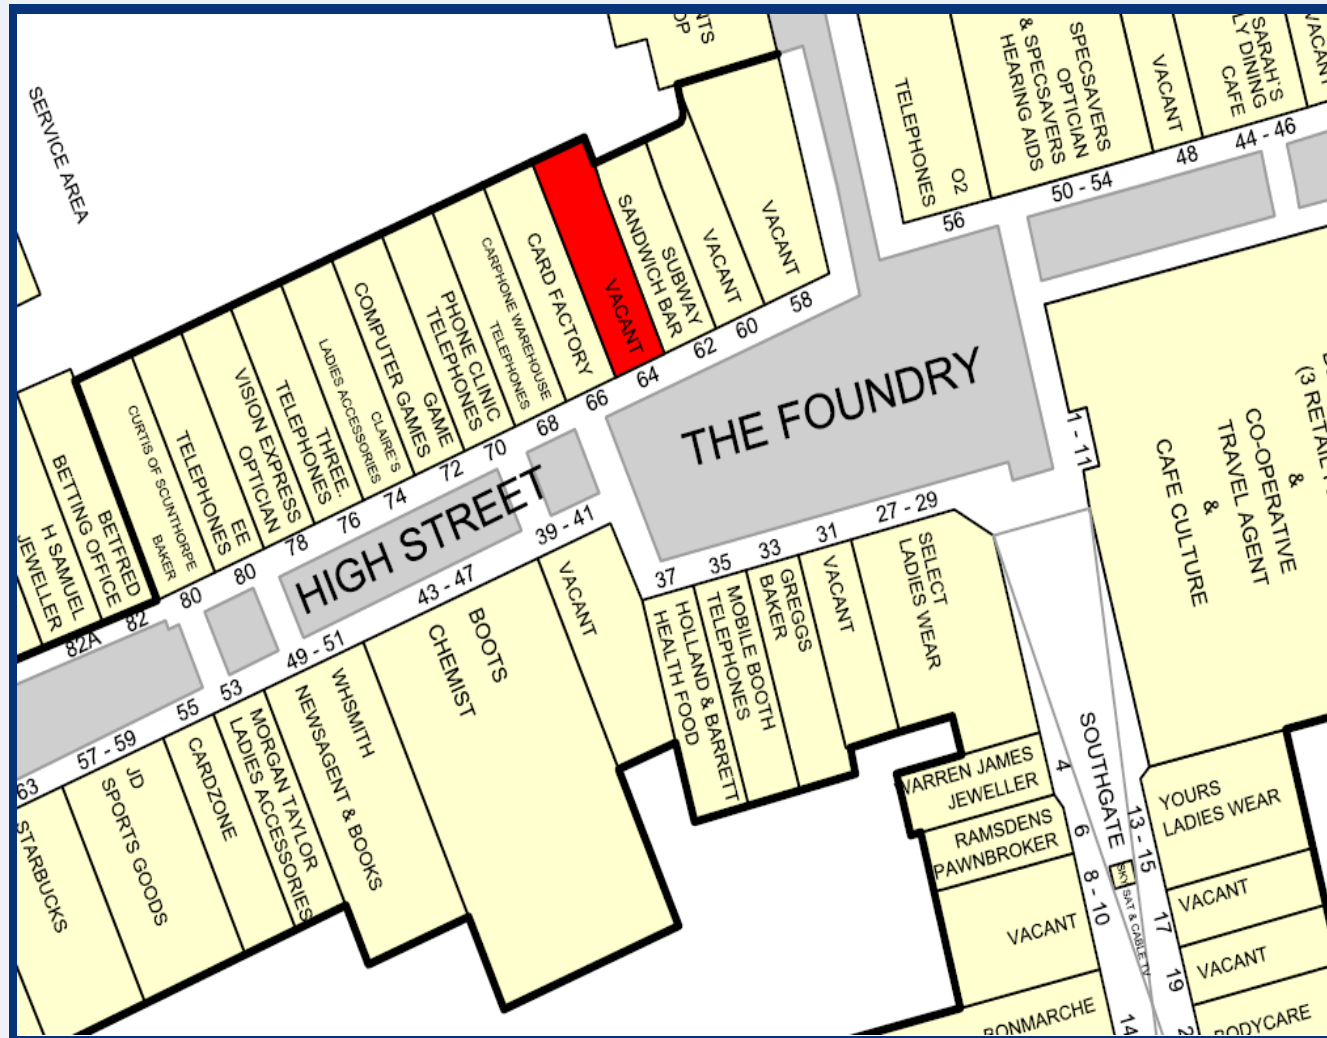 SERVICE AREA
NTS
OP
TELEPHONES
O2
SPECSAVERS
OPTICIAN
& SPECSAVERS
HEARING AIDS
VACANT
SARAH'S
LY DINING
CAFE
VACANT
56
50 - 54
48
44 - 46
VACANT
VACANT
SUBWAY
SANDWICH BAR
VACANT
CARD FACTORY
CARPHONE WAREHOUSE
TELEPHONES
PHONE CLINIC
TELEPHONES
GAME
COMPUTER GAMES
CLAIRE'S
LADIES ACCESSORIES
THREE.
TELEPHONES
VISION EXPRESS
OPTICIAN
EE
TELEPHONES
CURTIS OF SCUNTHORPE
BAKER
BETFRED
BETTING OFFICE
H SAMUEL
JEWELLER
58
60
62
64
66
68
70
72
74
76
78
80
80
82
82A
THE FOUNDRY
HIGH STREET
63
57 - 59
55
53
49 - 51
43 - 47
39 - 41
37
35
33
31
27 - 29
1 - 11
STARBUCKS
JD
SPORTS GOODS
CARDZONE
MORGAN TAYLOR
LADIES ACCESSORIES
WHSMITH
NEWSAGENT & BOOKS
BOOTS
CHEMIST
VACANT
HOLLAND & BARRETT
HEALTH FOOD
MOBILE BOOTH
TELEPHONES
GREGGS
BAKER
VACANT
SELECT
LADIES WEAR
(3 RETAIL
&
CO-OPERATIVE
TRAVEL AGENT
&
CAFE CULTURE
SOUTHGATE
4
6
8 - 10
14
13 - 15
17
19
2
WARREN JAMES
JEWELLER
RAMSDENS
PAWNBROKER
VACANT
BONMARCHE
SKY
SAT & CABLE TV
YOURS
LADIES WEAR
VACANT
VACANT
BODYCARE